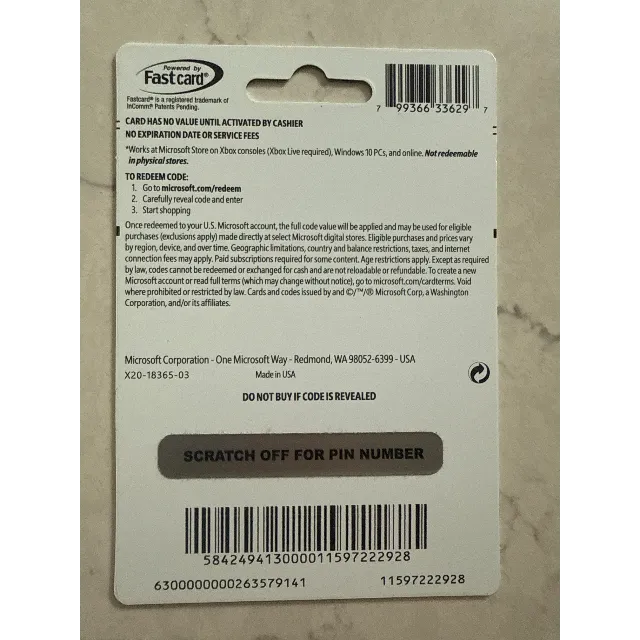 Powered by
Fastcard®
Fastcard® is a registered trademark of
InComm® Patents Pending.
7 99366 33629 7
CARD HAS NO VALUE UNTIL ACTIVATED BY CASHIER
NO EXPIRATION DATE OR SERVICE FEES
*Works at Microsoft Store on Xbox consoles (Xbox Live required), Windows 10 PCs, and online. Not redeemable
in physical stores.
TO REDEEM CODE:
1. Go to microsoft.com/redeem
2. Carefully reveal code and enter
3. Start shopping
Once redeemed to your U.S. Microsoft account, the full code value will be applied and may be used for eligible
purchases (exclusions apply) made directly at select Microsoft digital stores. Eligible purchases and prices vary
by region, device, and over time. Geographic limitations, country and balance restrictions, taxes, and internet
connection fees may apply. Paid subscriptions required for some content. Age restrictions apply. Except as required
by law, codes cannot be redeemed or exchanged for cash and are not reloadable or refundable. To create a new
Microsoft account or read full terms (which may change without notice), go to microsoft.com/cardterms. Void
where prohibited or restricted by law. Cards and codes issued by and ©/™/® Microsoft Corp, a Washington
Corporation, and/or its affiliates.
Microsoft Corporation - One Microsoft Way - Redmond, WA 98052-6399 - USA
X20-18365-03 Made in USA
DO NOT BUY IF CODE IS REVEALED
SCRATCH OFF FOR PIN NUMBER
584249413000011597222928
6300000000263579141 11597222928